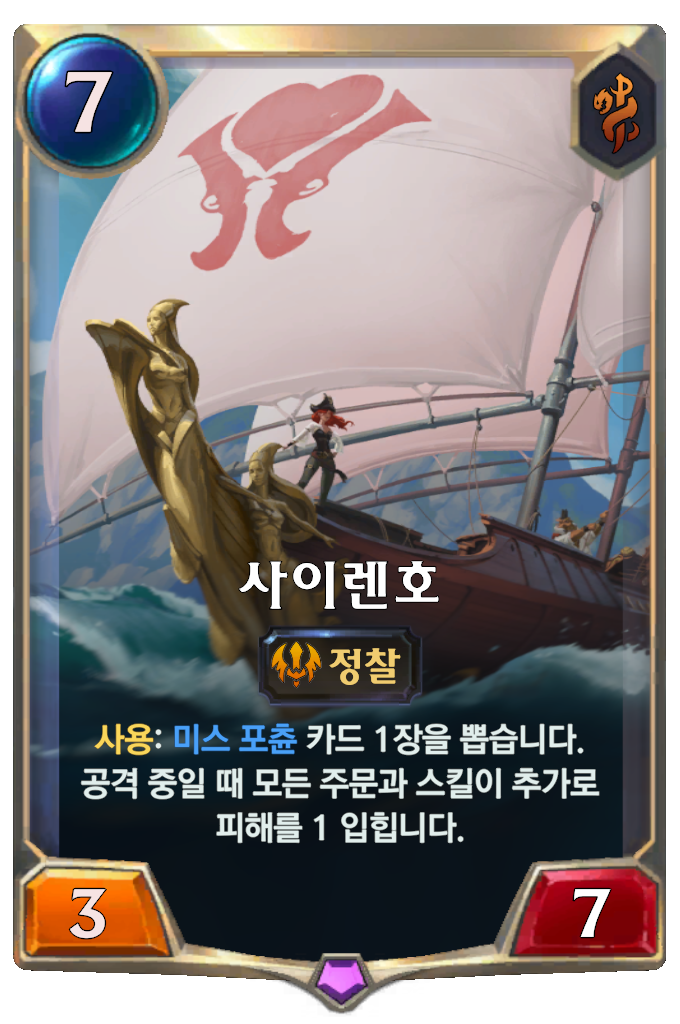 7
사이렌호
정찰
사용: 미스 포츈 카드 1장을 뽑습니다.
공격 중일 때 모든 주문과 스킬이 추가로
피해를 1 입힙니다.
3
7